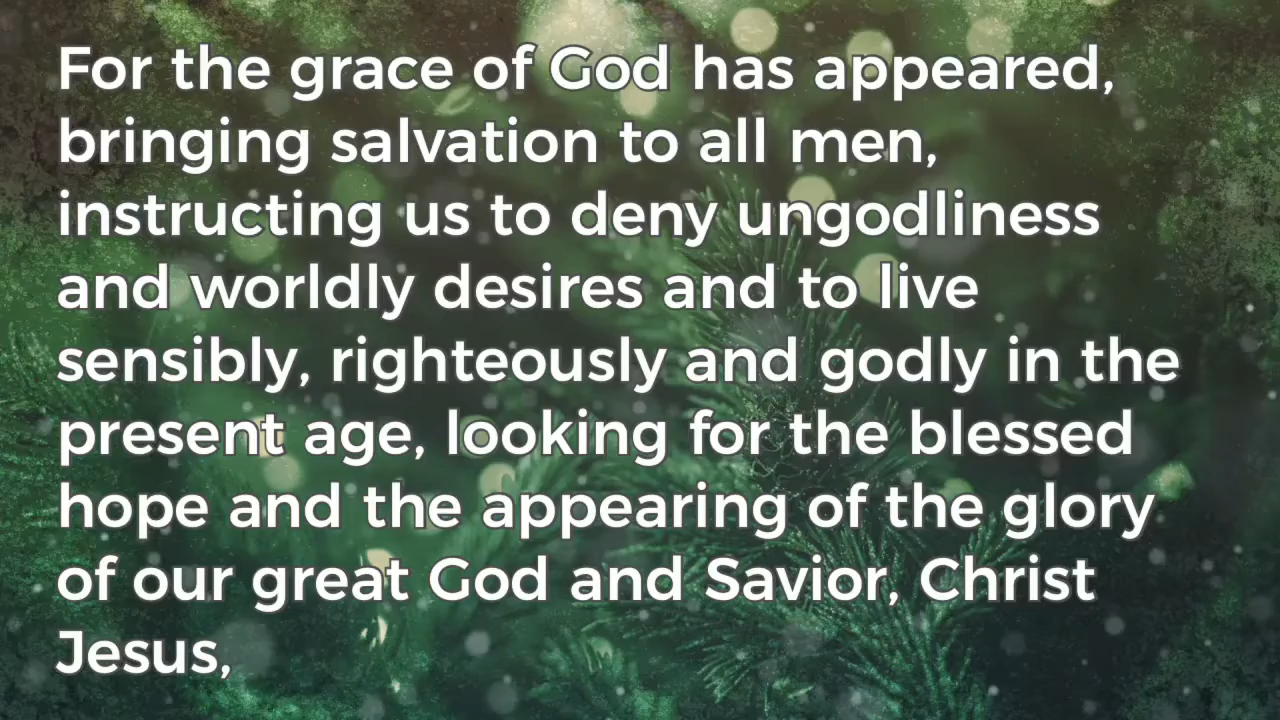 For the grace of God has appeared,
bringing salvation to all men,
instructing us to deny ungodliness
and worldly desires and to live
sensibly, righteously and godly in the
present age, looking for the blessed
hope and the appearing of the glory
of our great God and Savior, Christ
Jesus,